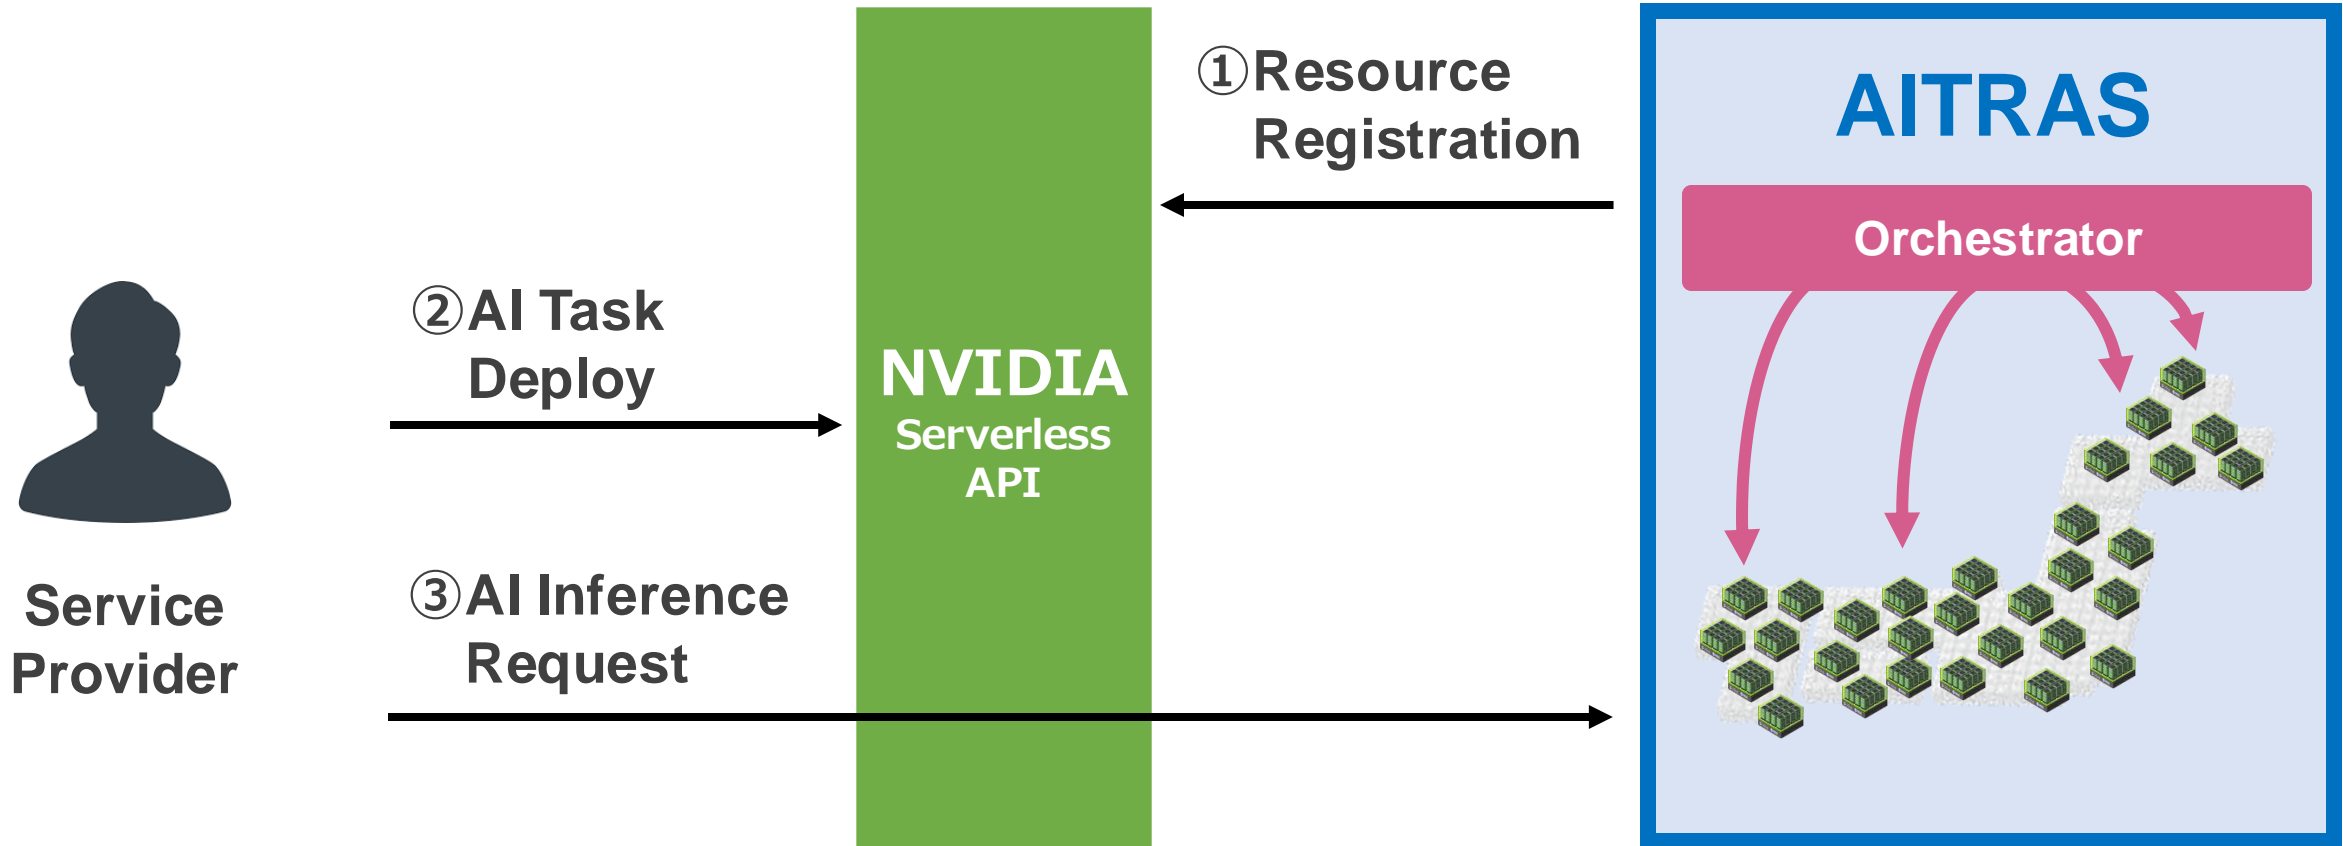 ①Resource
Registration
AITRAS
Orchestrator
②AI Task
Deploy
NVIDIA
Serverless
API
③AI Inference
Request
Service
Provider